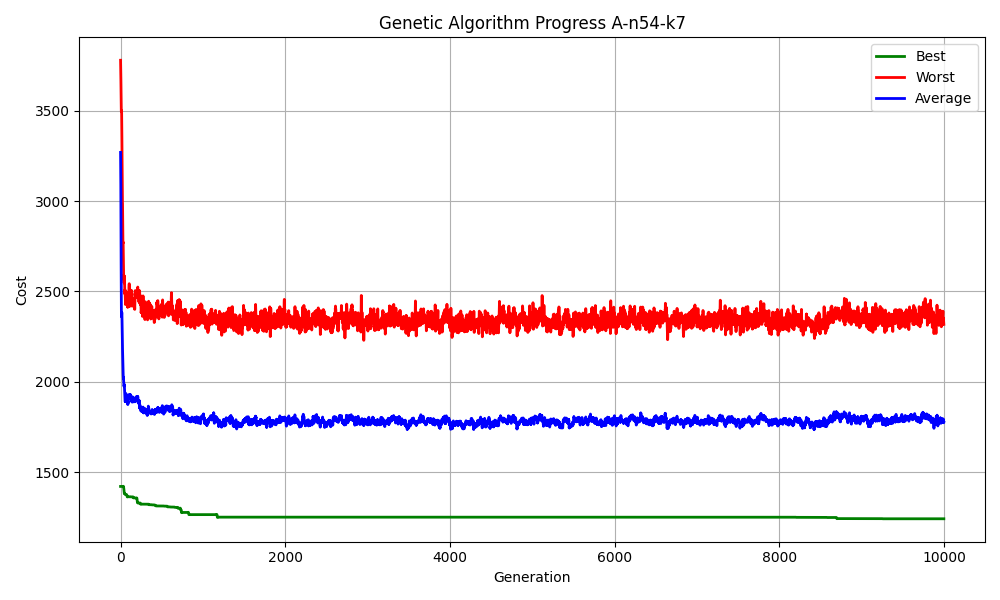 Genetic Algorithm Progress A-n54-k7
Best
Worst
Average
3500
3000
2500
2000
1500
Cost
0 2000 4000 6000 8000 10000
Generation